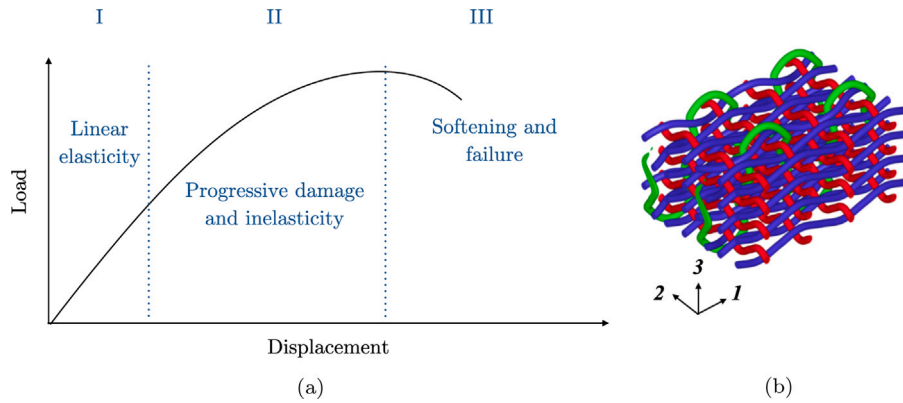 I II III
Linear
elasticity
Progressive damage
and inelasticity
Softening and
failure
Load
Displacement
(a)
3
2 1
(b)